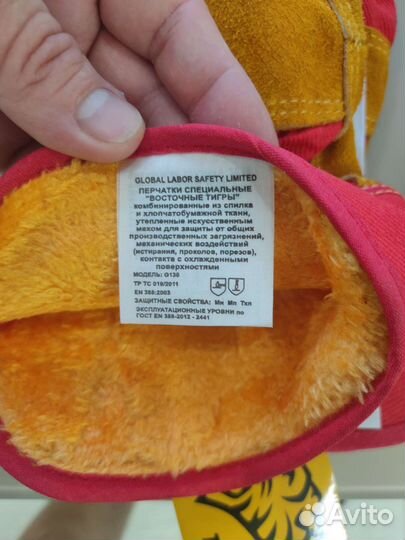 GLOBAL LABOR SAFETY LIMITED
ПЕРЧАТКИ СПЕЦИАЛЬНЫЕ
"ВОСТОЧНЫЕ ТИГРЫ"
комбинированные из спилка
и хлопчатобумажной ткани,
утепленные искусственным
мехом для защиты от общих
производственных загрязнений,
механических воздействий
(истирания, проколов, порезов),
контакта с охлажденными
поверхностями
МОДЕЛЬ: G130
ТР ТС 019/2011
EN 388:2003
ЗАЩИТНЫЕ СВОЙСТВА: Ми Мп Тхп
ЭКСПЛУАТАЦИОННЫЕ УРОВНИ по
ГОСТ EN 388-2012 - 2441
Avito